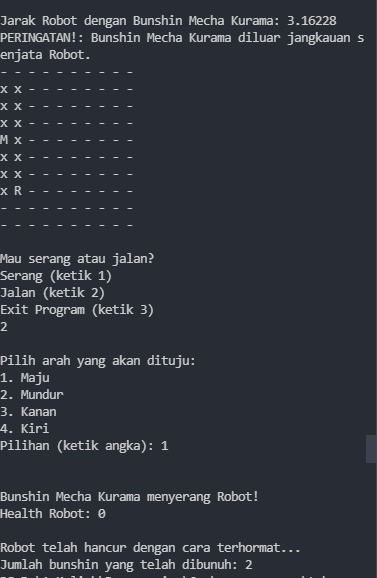 Jarak Robot dengan Bunshin Mecha Kurama: 3.16228
PERINGATAN!: Bunshin Mecha Kurama diluar jangkauan s
enjata Robot.
- - - - - - - - - -
x x - - - - - - - -
x x - - - - - - - -
x x - - - - - - - -
M x - - - - - - - -
x x - - - - - - - -
x x - - - - - - - -
x R - - - - - - - -
- - - - - - - - - -
- - - - - - - - - -
Mau serang atau jalan?
Serang (ketik 1)
Jalan (ketik 2)
Exit Program (ketik 3)
2
Pilih arah yang akan dituju:
1. Maju
2. Mundur
3. Kanan
4. Kiri
Pilihan (ketik angka): 1
Bunshin Mecha Kurama menyerang Robot!
Health Robot: 0
Robot telah hancur dengan cara terhormat...
Jumlah bunshin yang telah dibunuh: 2